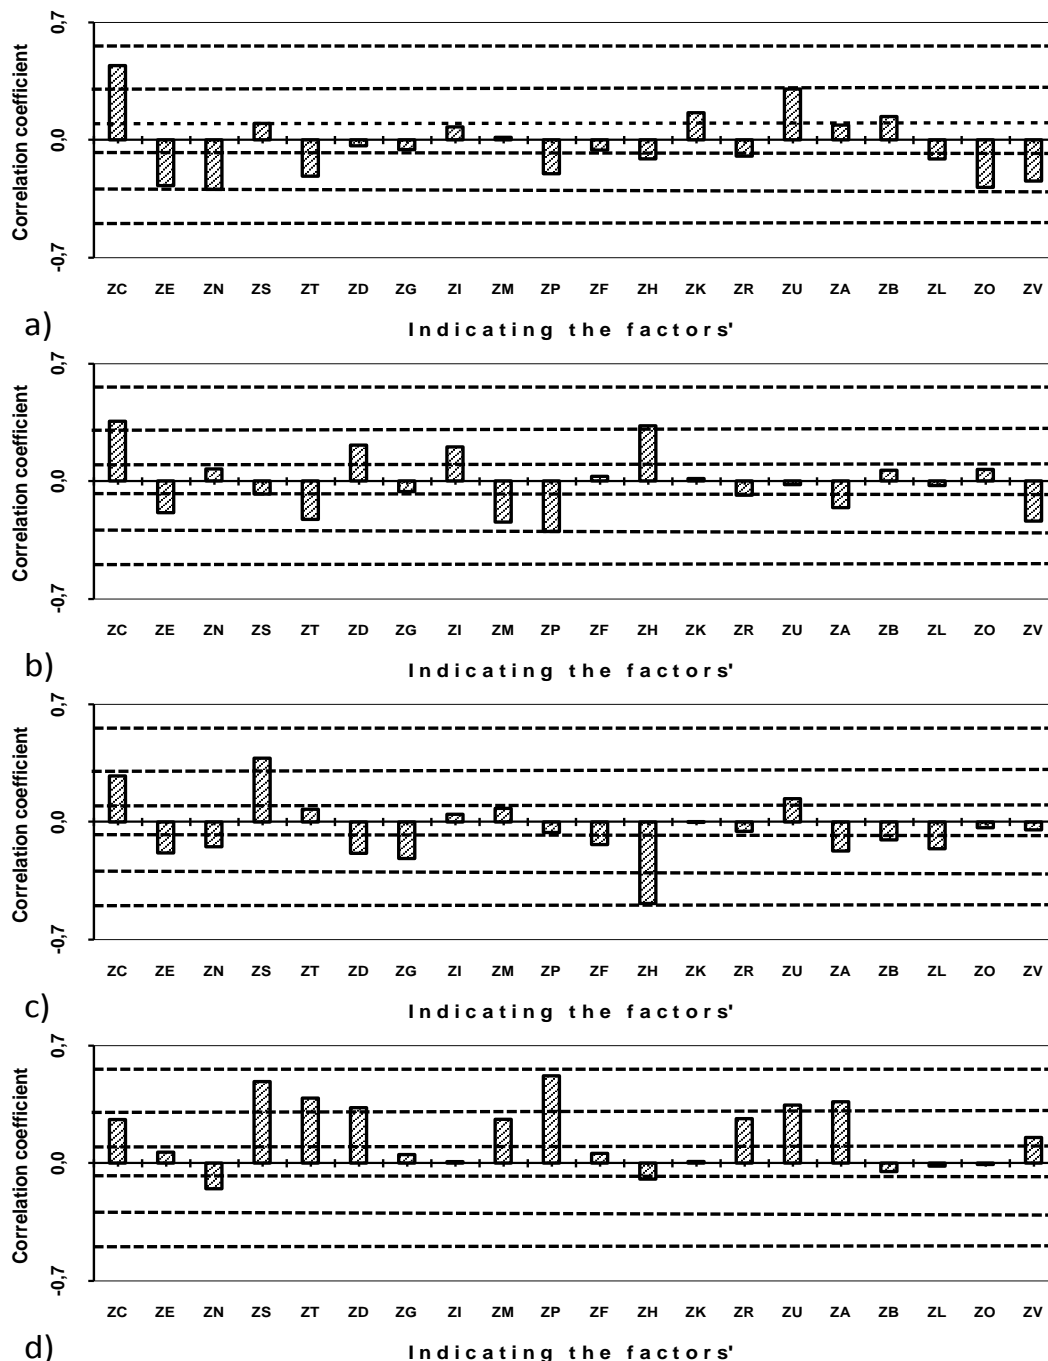 0,7
Correlation coefficient
0,0
-0,7
ZC ZE ZN ZS ZT ZD ZG ZI ZM ZP ZF ZH ZK ZR ZU ZA ZB ZL ZO ZV
a)
Indicating the factors'
0,7
Correlation coefficient
0,0
-0,7
ZC ZE ZN ZS ZT ZD ZG ZI ZM ZP ZF ZH ZK ZR ZU ZA ZB ZL ZO ZV
b)
Indicating the factors'
0,7
Correlation coefficient
0,0
-0,7
ZC ZE ZN ZS ZT ZD ZG ZI ZM ZP ZF ZH ZK ZR ZU ZA ZB ZL ZO ZV
c)
Indicating the factors'
0,7
Correlation coefficient
0,0
-0,7
ZC ZE ZN ZS ZT ZD ZG ZI ZM ZP ZF ZH ZK ZR ZU ZA ZB ZL ZO ZV
d)
Indicating the factors'